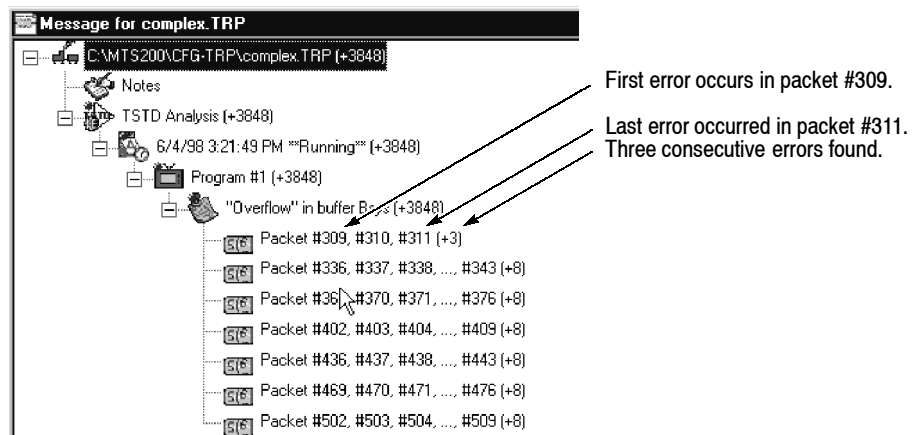 Message for complex.TRP
C:\MTS200\CFG-TRP\complex.TRP (+3848)
Notes
TSTD Analysis (+3848)
6/4/98 3:21:49 PM **Running** (+3848)
Program #1 (+3848)
"Overflow" in buffer Bsys (+3848)
Packet #309, #310, #311 (+3)
Packet #336, #337, #338, ..., #343 (+8)
Packet #370, #371, ..., #376 (+8)
Packet #402, #403, #404, ..., #409 (+8)
Packet #436, #437, #438, ..., #443 (+8)
Packet #469, #470, #471, ..., #476 (+8)
Packet #502, #503, #504, ..., #509 (+8)
First error occurs in packet #309.
Last error occurred in packet #311.
Three consecutive errors found.